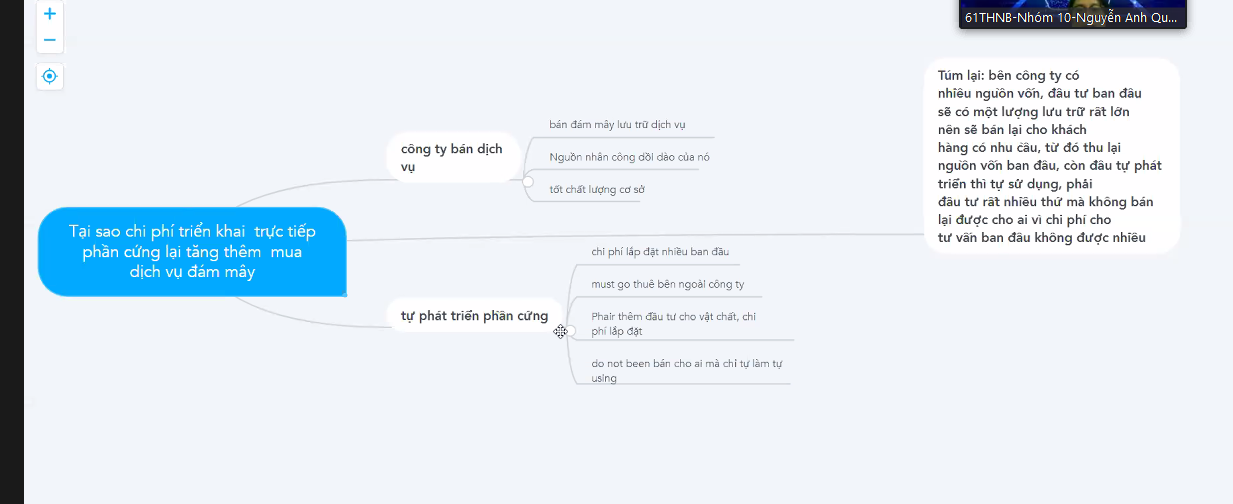 61THNB-Nhóm 10-Nguyễn Anh Qu...
Tại sao chi phí triển khai trực tiếp
phần cứng lại tăng thêm mua
dịch vụ đám mây
công ty bán dịch
vụ
bán đám mây lưu trữ dịch vụ
Nguồn nhân công dồi dào của nó
tốt chất lượng cơ sở
tự phát triển phần cứng
chi phí lắp đặt nhiều ban đầu
must go thuê bên ngoài công ty
Phair thêm đầu tư cho vật chất, chi
phí lắp đặt
do not been bán cho ai mà chỉ tự làm tự
using
Túm lại: bên công ty có
nhiều nguồn vốn, đầu tư ban đầu
sẽ có một lượng lưu trữ rất lớn
nên sẽ bán lại cho khách
hàng có nhu cầu, từ đó thu lại
nguồn vốn ban đầu, còn đầu tự phát
triển thì tự sử dụng, phải
đầu tư rất nhiều thứ mà không bán
lại được cho ai vì chi phí cho
tư vấn ban đầu không được nhiều